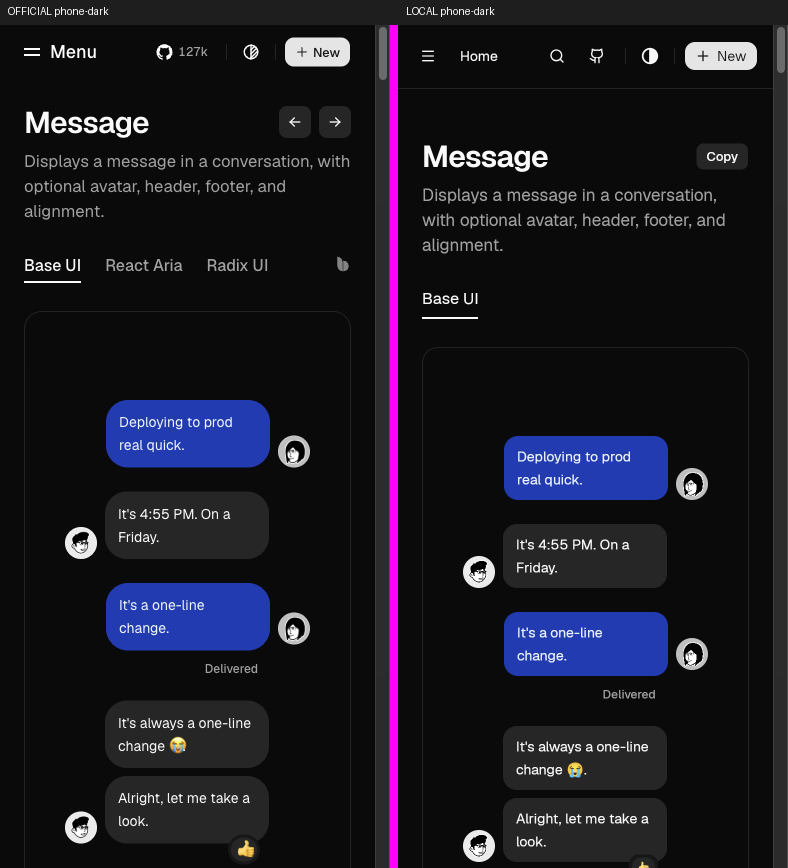 OFFICIAL phone-dark
Menu
127k
New
Message
Displays a message in a conversation, with
optional avatar, header, footer, and
alignment.
Base UI
React Aria
Radix UI
Deploying to prod
real quick.
It's 4:55 PM. On a
Friday.
It's a one-line
change.
Delivered
It's always a one-line
change 😭.
Alright, let me take a
look.
👍
LOCAL phone-dark
Home
New
Message
Copy
Displays a message in a conversation,
with optional avatar, header, footer, and
alignment.
Base UI
Deploying to prod
real quick.
It's 4:55 PM. On a
Friday.
It's a one-line
change.
Delivered
It's always a one-line
change 😭.
Alright, let me take a
look.
👍